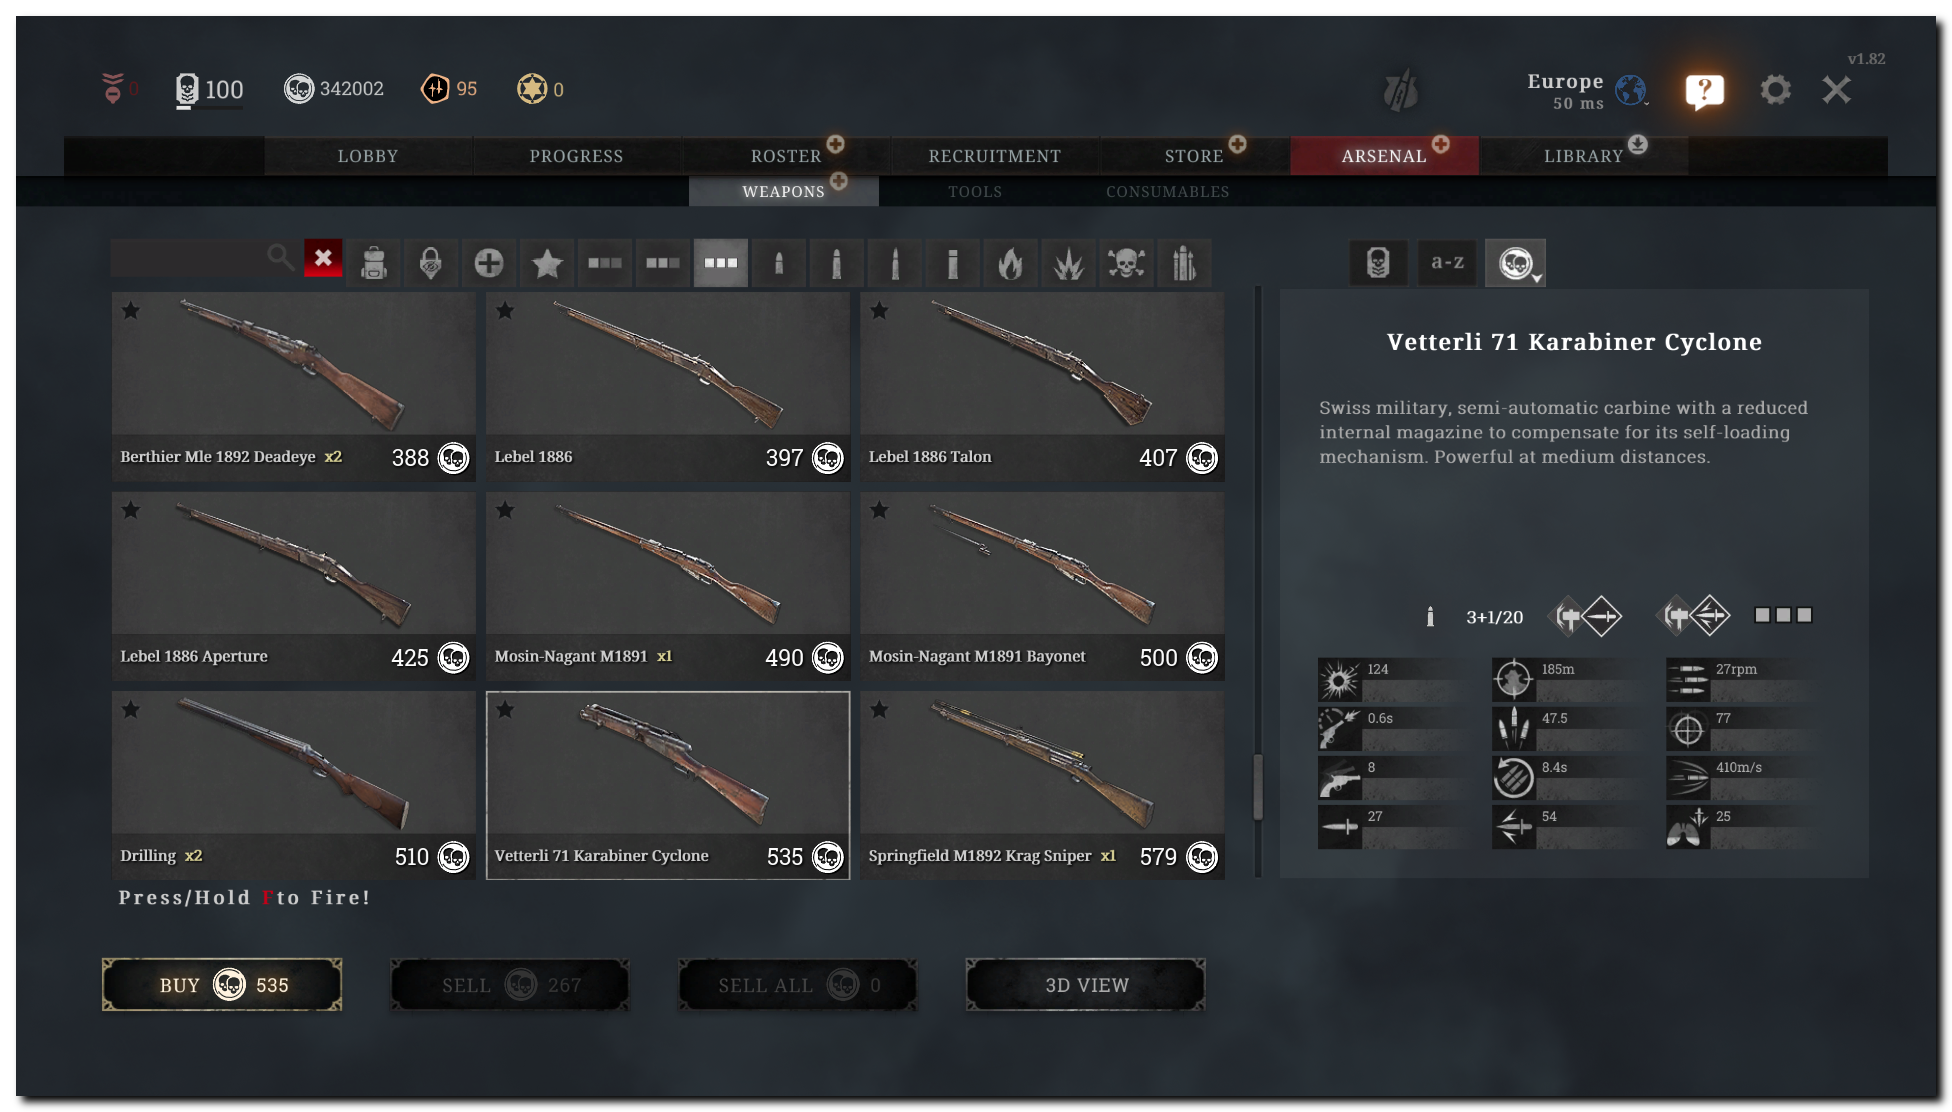 v1.82
0
100
342002
95
0
Europe
50 ms
?
LOBBY
PROGRESS
ROSTER
RECRUITMENT
STORE
ARSENAL
LIBRARY
WEAPONS
TOOLS
CONSUMABLES
a-z
Berthier Mle 1892 Deadeye x2 388
Lebel 1886 397
Lebel 1886 Talon 407
Lebel 1886 Aperture 425
Mosin-Nagant M1891 x1 490
Mosin-Nagant M1891 Bayonet 500
Drilling x2 510
Vetterli 71 Karabiner Cyclone 535
Springfield M1892 Krag Sniper x1 579
Press/Hold F to Fire!
BUY 535
SELL 267
SELL ALL 0
3D VIEW
Vetterli 71 Karabiner Cyclone
Swiss military, semi-automatic carbine with a reduced
internal magazine to compensate for its self-loading
mechanism. Powerful at medium distances.
3+1/20
124
185m
27rpm
0.6s
47.5
77
8
8.4s
410m/s
27
54
25